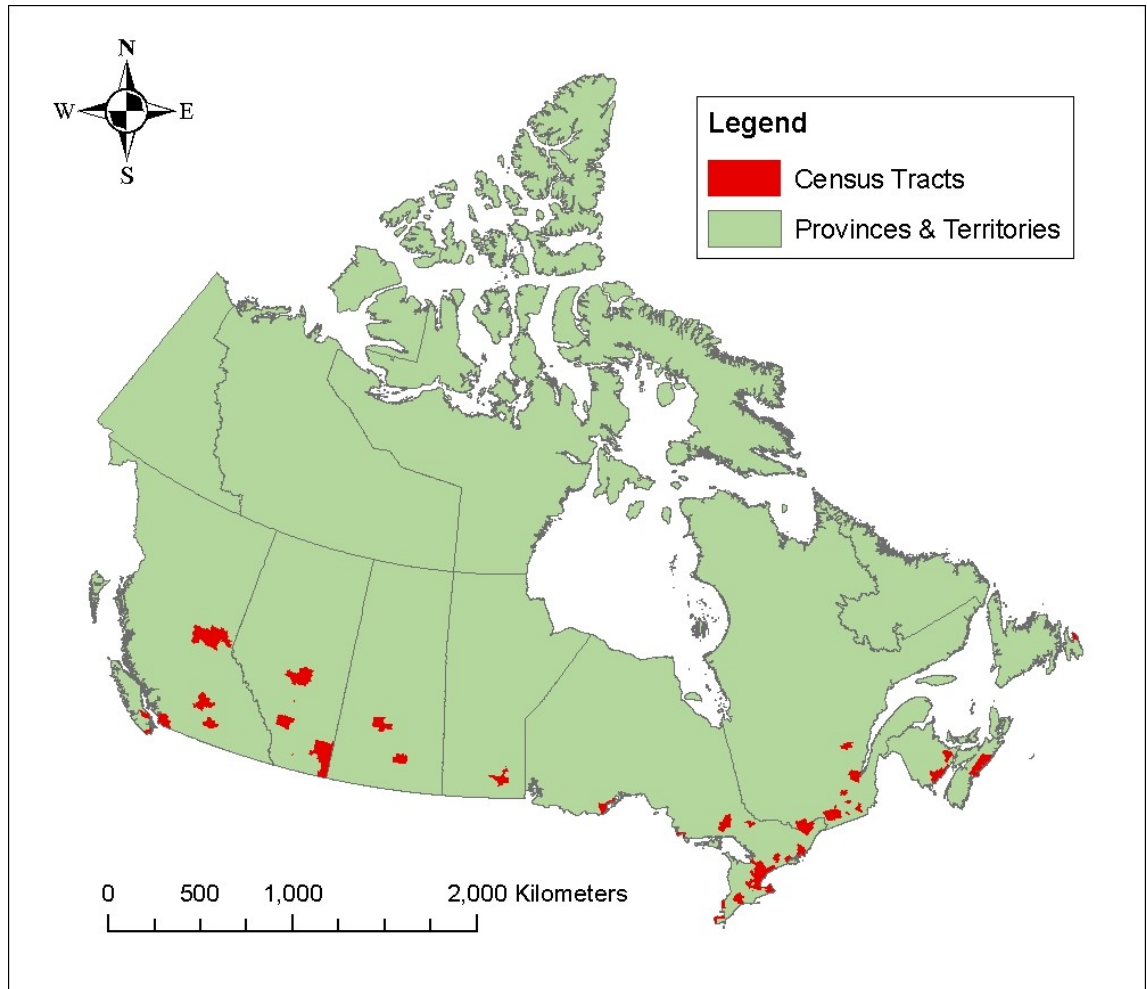 N
W E
S
Legend
Census Tracts
Provinces & Territories
0 500 1,000 2,000 Kilometers